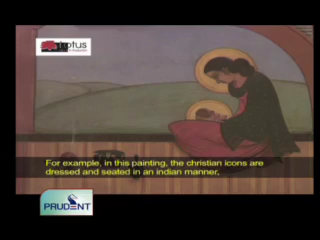 For example, in this painting, the christian icons are
dressed and seated in an indian manner,
PRUDENT